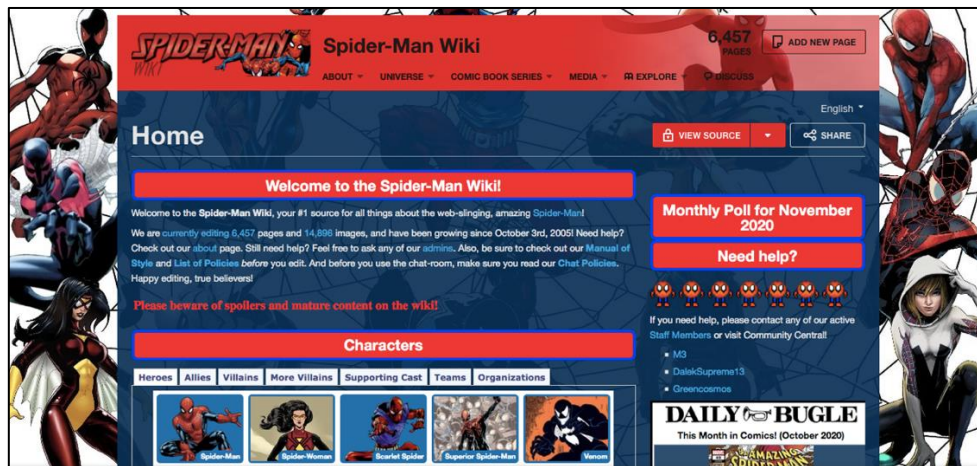 SPIDER-MAN
WIKI
Spider-Man Wiki
6,457
PAGES
ADD NEW PAGE
ABOUT
UNIVERSE
COMIC BOOK SERIES
MEDIA
EXPLORE
DISCUSS
English
Home
VIEW SOURCE
SHARE
Welcome to the Spider-Man Wiki!
Welcome to the Spider-Man Wiki, your #1 source for all things about the web-slinging, amazing Spider-Man!
We are currently editing 6,457 pages and 14,896 images, and have been growing since October 3rd, 2005! Need help?
Check out our about page. Still need help? Feel free to ask any of our admins. Also, be sure to check out our Manual of
Style and List of Policies before you edit. And before you use the chat-room, make sure you read our Chat Policies.
Happy editing, true believers!
Please beware of spoilers and mature content on the wiki!
Characters
Heroes
Allies
Villains
More Villains
Supporting Cast
Teams
Organizations
Spider-Man
Spider-Woman
Scarlet Spider
Superior Spider-Man
Venom
Monthly Poll for November
2020
Need help?
If you need help, please contact any of our active
Staff Members or visit Community Central!
M3
DalekSupreme13
Greencosmos
DAILY BUGLE
This Month in Comics! (October 2020)
AMAZING
SPIDER-MAN